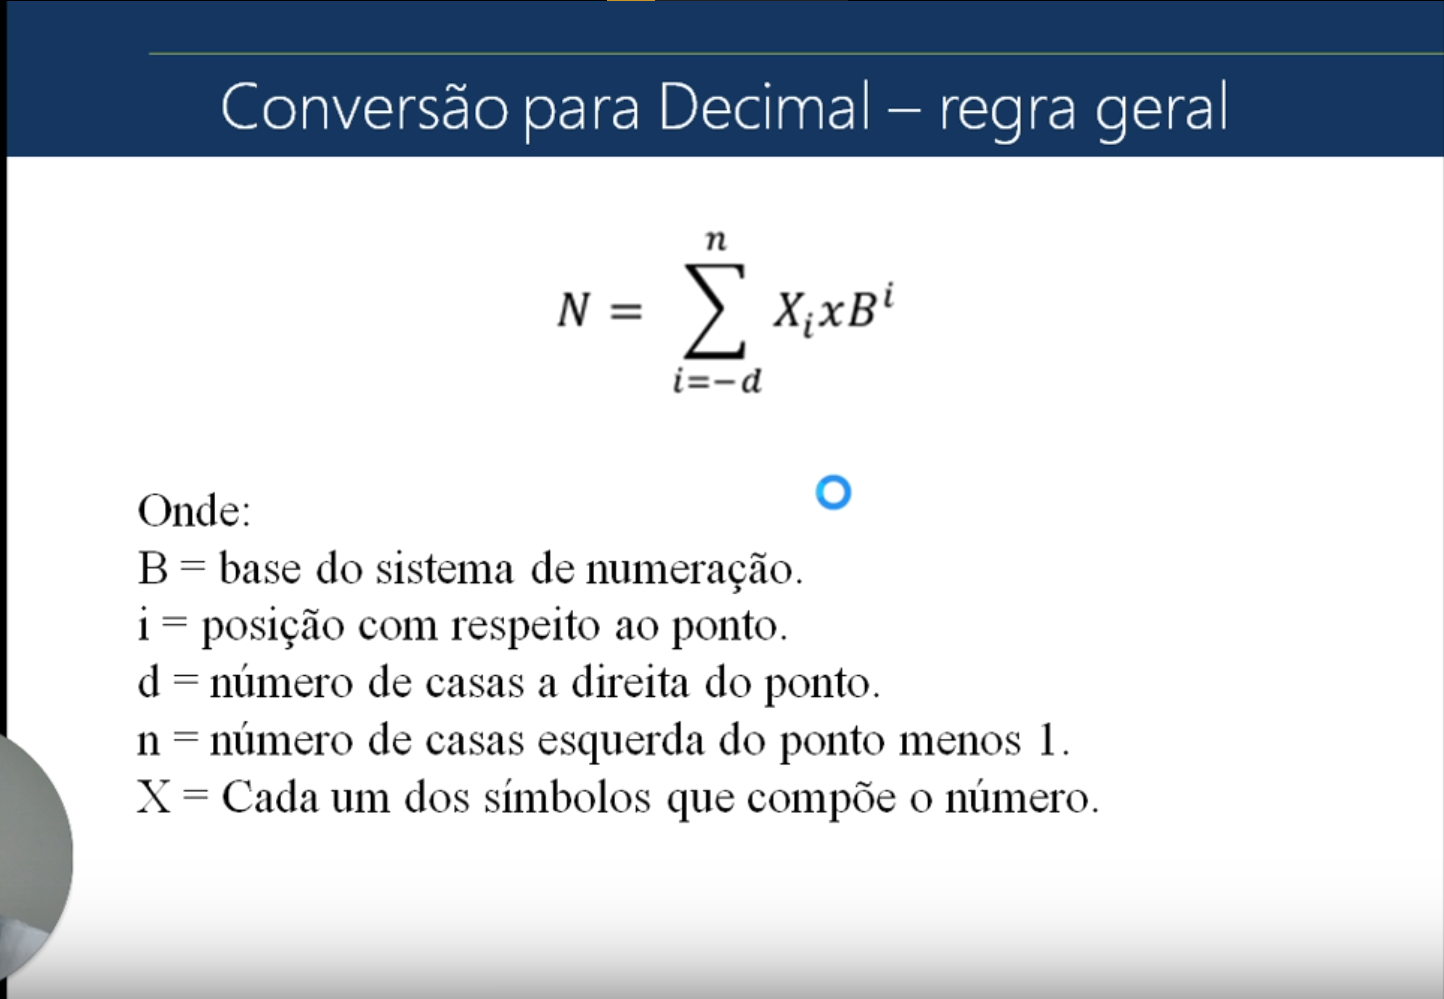 Conversão para Decimal – regra geral
n
N = ∑ XᵢxBⁱ
i=−d
Onde:
B = base do sistema de numeração.
i = posição com respeito ao ponto.
d = número de casas a direita do ponto.
n = número de casas esquerda do ponto menos 1.
X = Cada um dos símbolos que compõe o número.